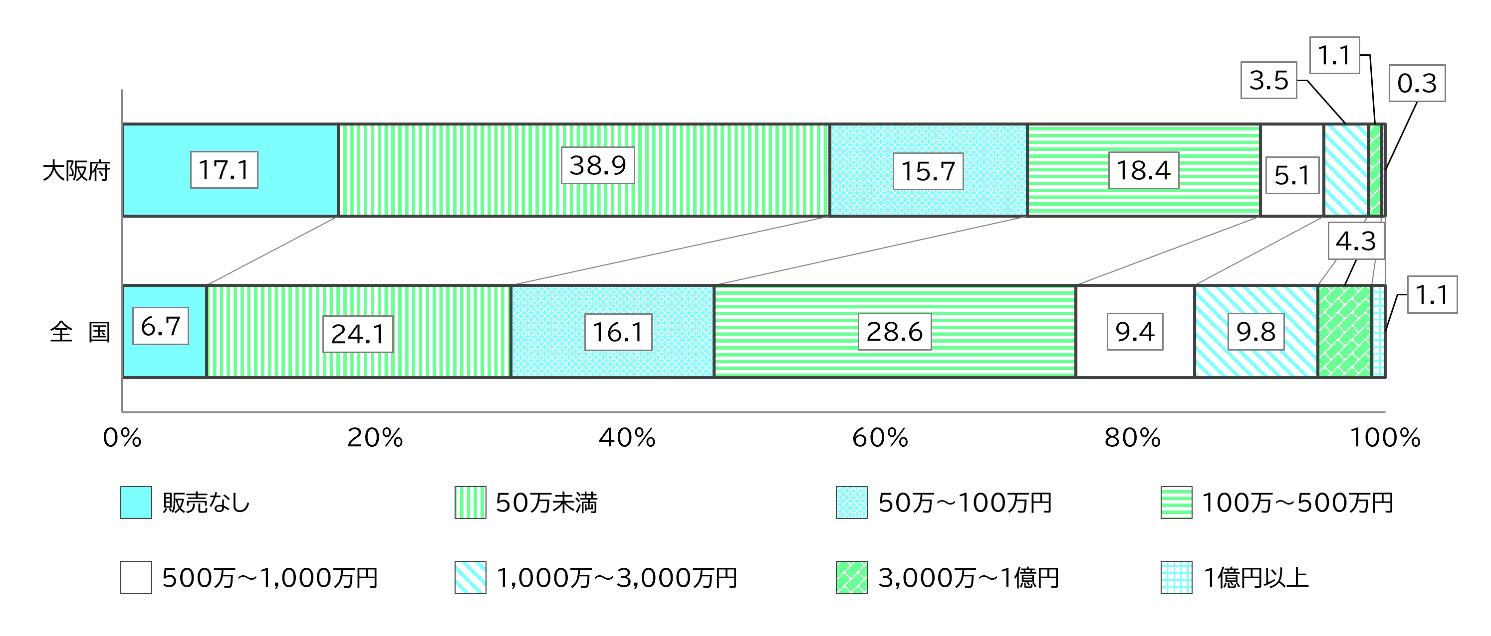 1.1
3.5
0.3
大阪府
17.1
38.9
15.7
18.4
5.1
4.3
1.1
全 国
6.7
24.1
16.1
28.6
9.4
9.8
0%
20%
40%
60%
80%
100%
販売なし
50万未満
50万～100万円
100万～500万円
500万～1,000万円
1,000万～3,000万円
3,000万～1億円
1億円以上